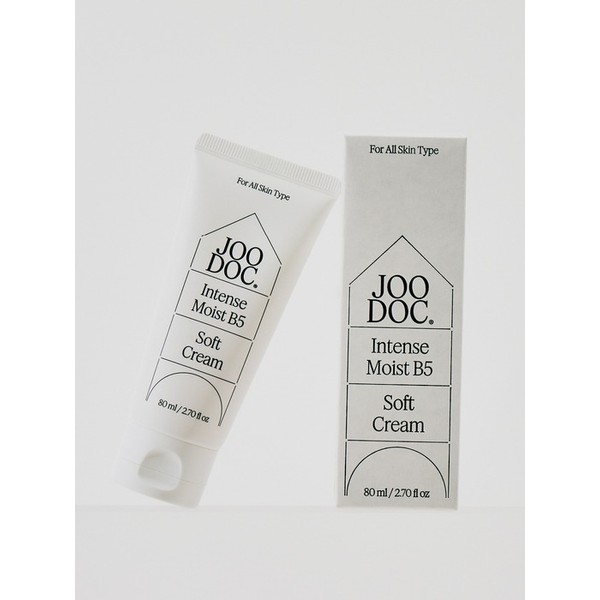 For All Skin Type
JOO
DOC®
Intense
Moist B5
Soft
Cream
80 ml / 2.70 fl oz
For All Skin Type
JOO
DOC®
Intense
Moist B5
Soft
Cream
80 ml / 2.70 fl oz